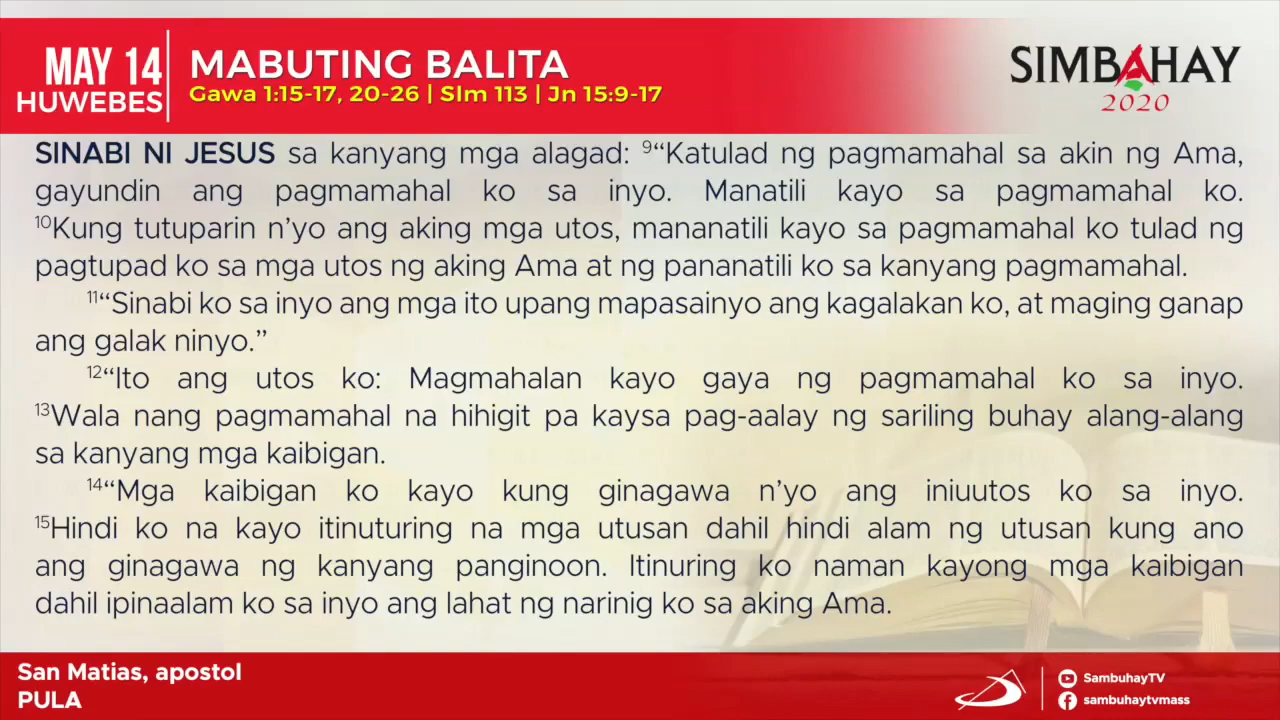 MAY 14
HUWEBES
MABUTING BALITA
Gawa 1:15-17, 20-26 | Slm 113 | Jn 15:9-17
SIMBAHAY
2020
SINABI NI JESUS sa kanyang mga alagad: ⁹“Katulad ng pagmamahal sa akin ng Ama,
gayundin ang pagmamahal ko sa inyo. Manatili kayo sa pagmamahal ko.
¹⁰Kung tutuparin n’yo ang aking mga utos, mananatili kayo sa pagmamahal ko tulad ng
pagtupad ko sa mga utos ng aking Ama at ng pananatili ko sa kanyang pagmamahal.
¹¹“Sinabi ko sa inyo ang mga ito upang mapasainyo ang kagalakan ko, at maging ganap
ang galak ninyo.”
¹²“Ito ang utos ko: Magmahalan kayo gaya ng pagmamahal ko sa inyo.
¹³Wala nang pagmamahal na hihigit pa kaysa pag-aalay ng sariling buhay alang-alang
sa kanyang mga kaibigan.
¹⁴“Mga kaibigan ko kayo kung ginagawa n’yo ang iniuutos ko sa inyo.
¹⁵Hindi ko na kayo itinuturing na mga utusan dahil hindi alam ng utusan kung ano
ang ginagawa ng kanyang panginoon. Itinuring ko naman kayong mga kaibigan
dahil ipinaalam ko sa inyo ang lahat ng narinig ko sa aking Ama.
San Matias, apostol
PULA
SambuhayTV
sambuhaytvmass